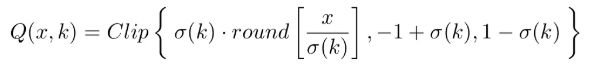 Q(x, k) = Clip { σ(k) · round [ x / σ(k) ] , −1 + σ(k), 1 − σ(k) }